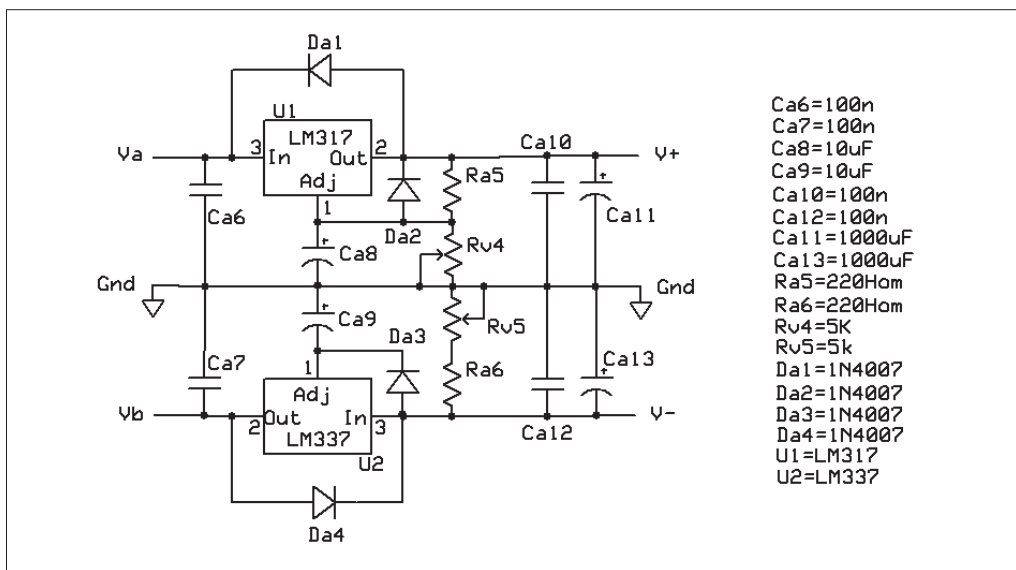 Da1
U1
LM317
Va
3
In
Out
2
Adj
1
Ca10
V+
Ca6
Ra5
Da2
Ca11
Ca8
Rv4
Gnd
Gnd
Ca9
Da3
Rv5
Ca7
1
Ca13
Ra6
Adj
Vb
2
Out
In
3
V-
LM337
U2
Ca12
Da4
Ca6=100n
Ca7=100n
Ca8=10uF
Ca9=10uF
Ca10=100n
Ca12=100n
Ca11=1000uF
Ca13=1000uF
Ra5=220Hom
Ra6=220Hom
Rv4=5K
Rv5=5k
Da1=1N4007
Da2=1N4007
Da3=1N4007
Da4=1N4007
U1=LM317
U2=LM337